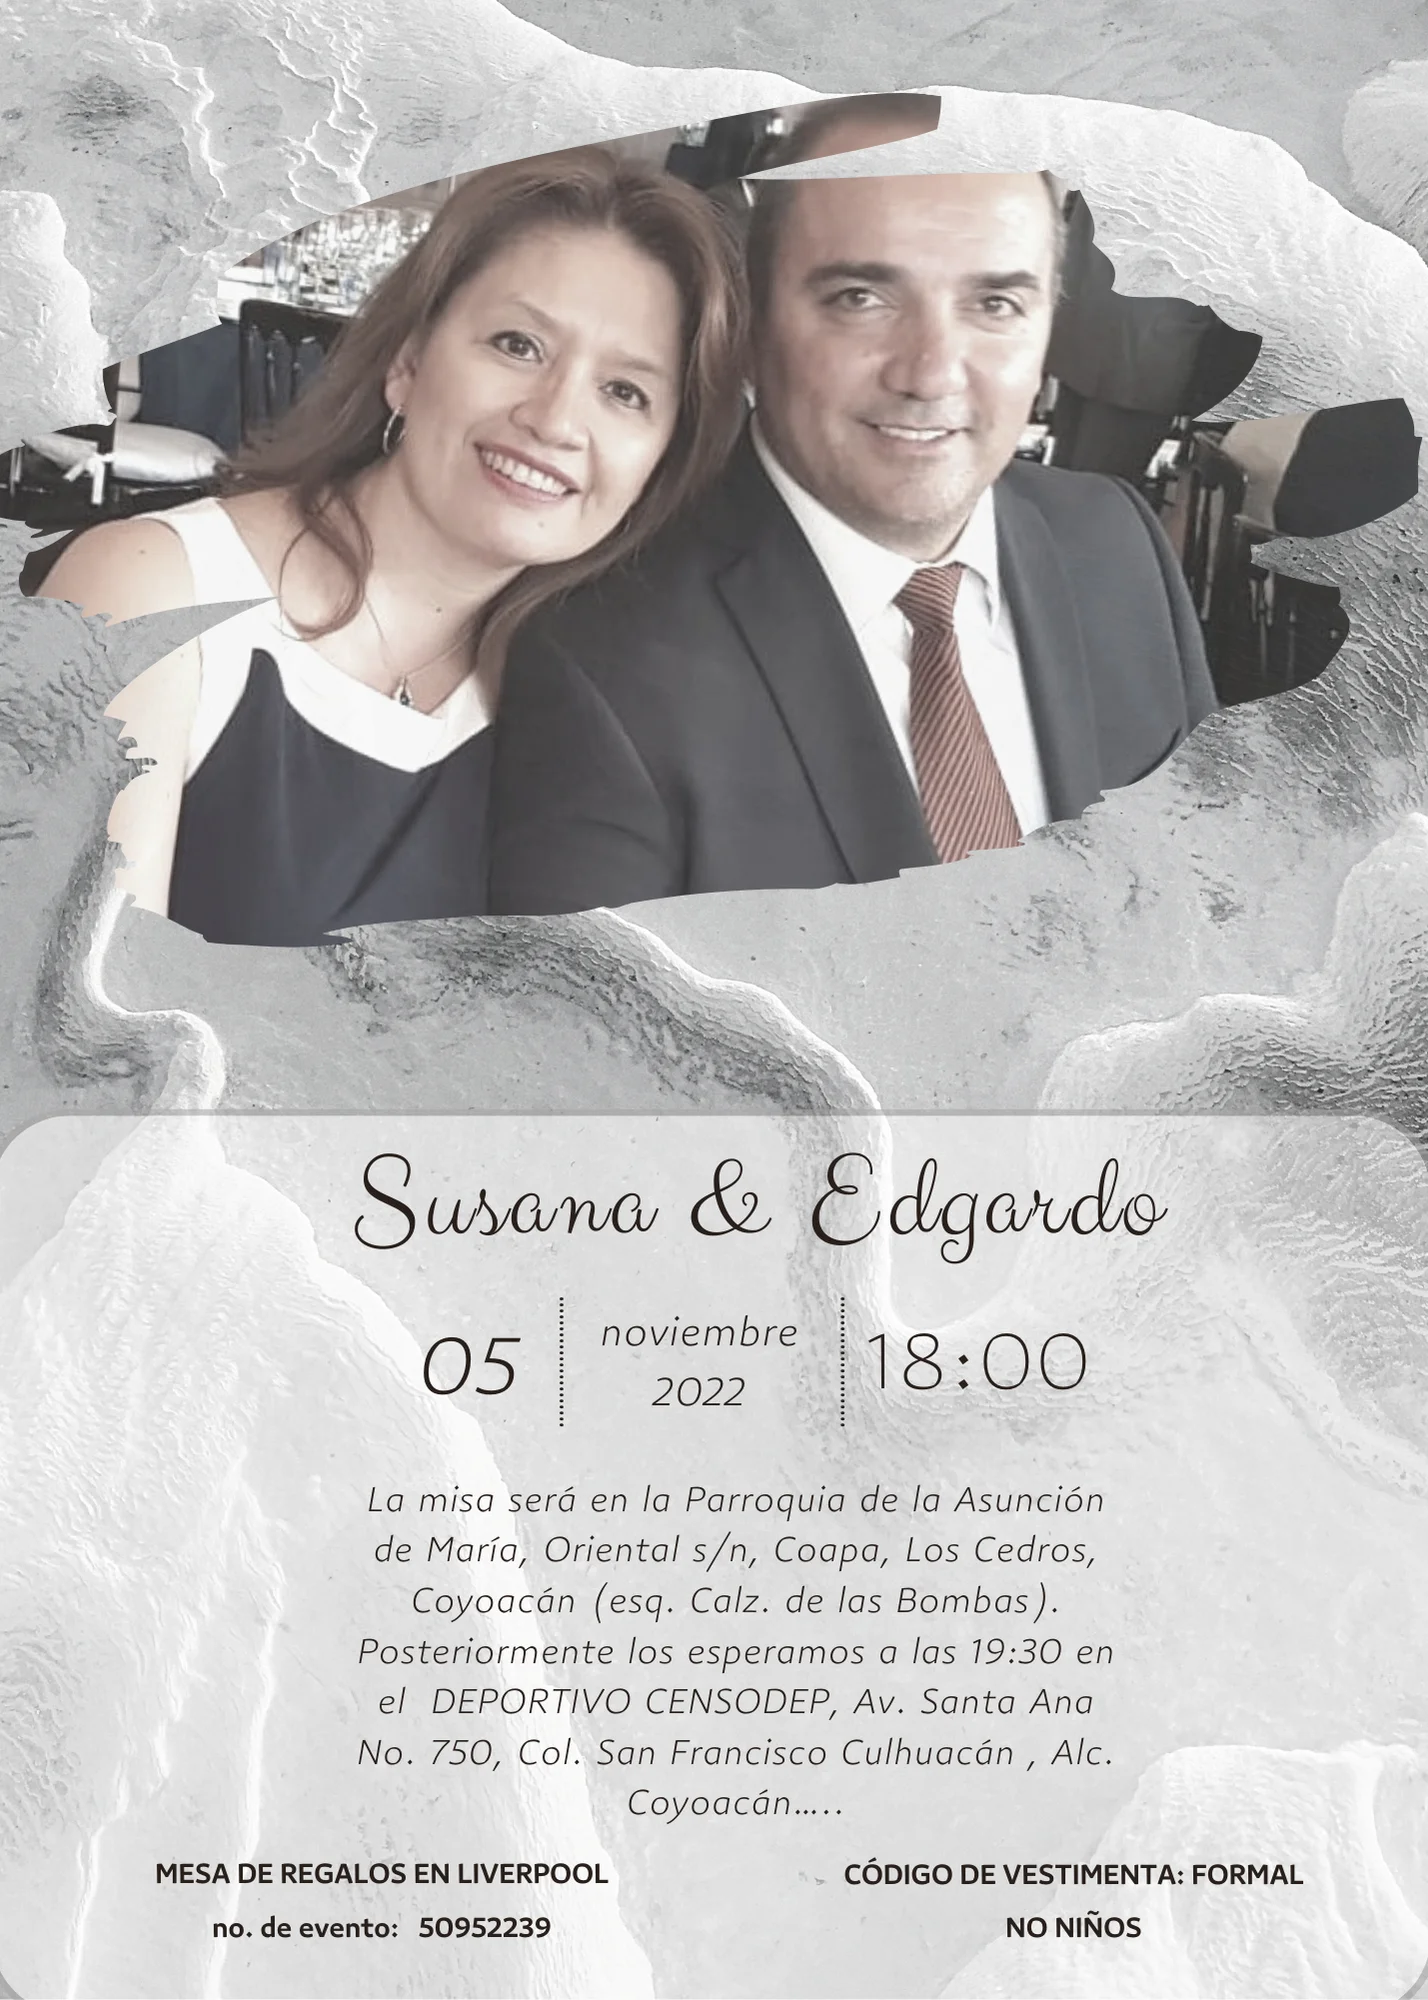 Susana & Edgardo
05
noviembre
2022
18:00
La misa será en la Parroquia de la Asunción
de María, Oriental s/n, Coapa, Los Cedros,
Coyoacán (esq. Calz. de las Bombas).
Posteriormente los esperamos a las 19:30 en
el DEPORTIVO CENSODEP, Av. Santa Ana
No. 750, Col. San Francisco Culhuacán , Alc.
Coyoacán.....
MESA DE REGALOS EN LIVERPOOL
no. de evento: 50952239
CÓDIGO DE VESTIMENTA: FORMAL
NO NIÑOS